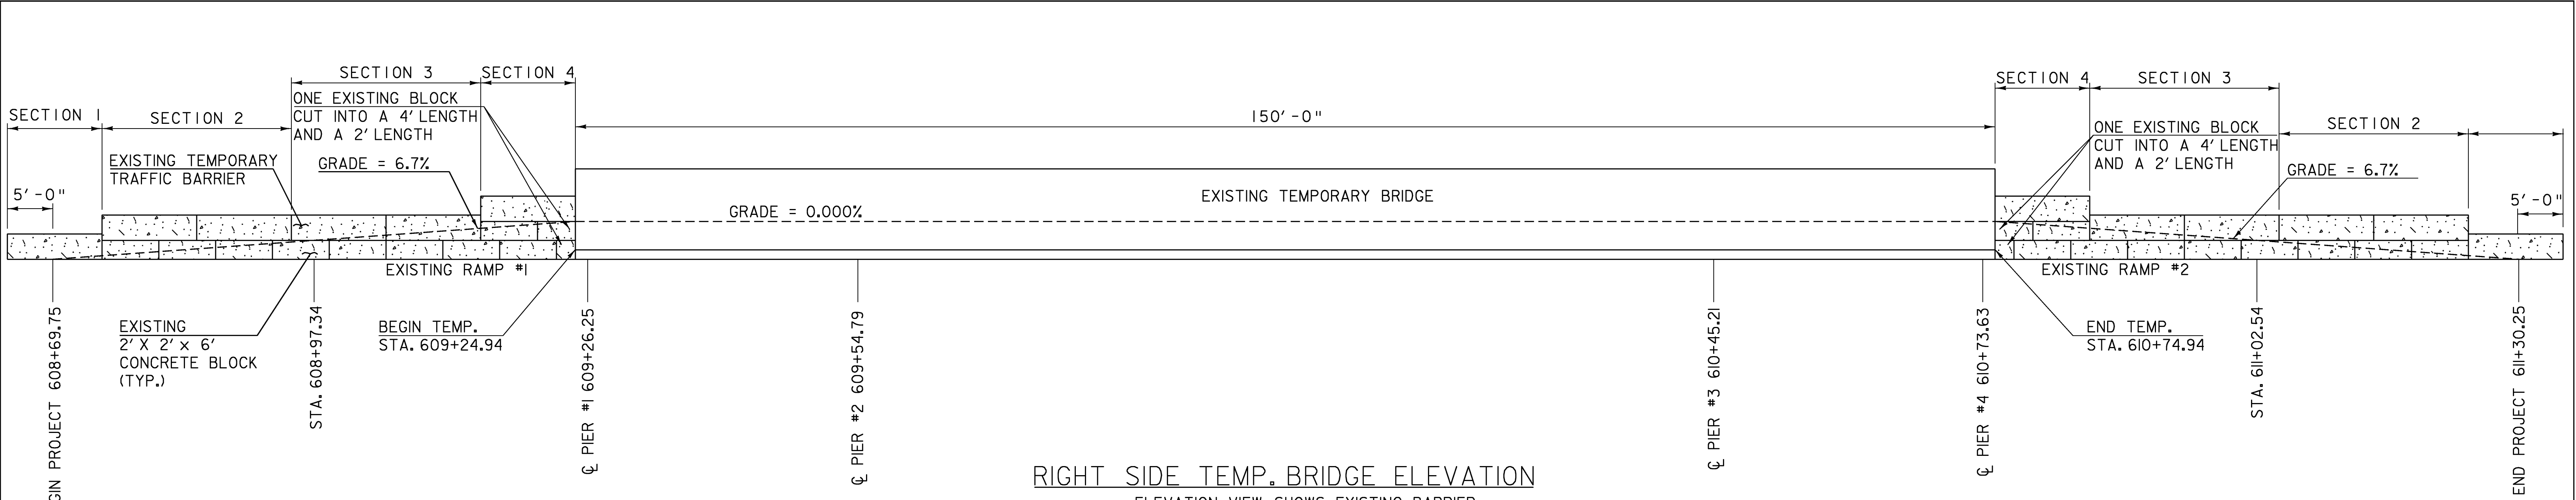 SECTION 1
SECTION 2
SECTION 3
SECTION 4
ONE EXISTING BLOCK
CUT INTO A 4' LENGTH
AND A 2' LENGTH
EXISTING TEMPORARY
TRAFFIC BARRIER
GRADE = 6.7%
5'-0"
150'-0"
EXISTING TEMPORARY BRIDGE
GRADE = 0.000%
SECTION 4
SECTION 3
SECTION 2
ONE EXISTING BLOCK
CUT INTO A 4' LENGTH
AND A 2' LENGTH
GRADE = 6.7%
5'-0"
EXISTING RAMP #1
EXISTING RAMP #2
EXISTING
2' X 2' x 6'
CONCRETE BLOCK
(TYP.)
BEGIN TEMP.
STA. 609+24.94
END TEMP.
STA. 610+74.94
GIN PROJECT 608+69.75
STA. 608+97.34
℄ PIER #1 609+26.25
℄ PIER #2 609+54.79
℄ PIER #3 610+45.21
℄ PIER #4 610+73.63
STA. 611+02.54
END PROJECT 611+30.25
RIGHT SIDE TEMP. BRIDGE ELEVATION
ELEVATION VIEW SHOWS EXISTING BARRIER